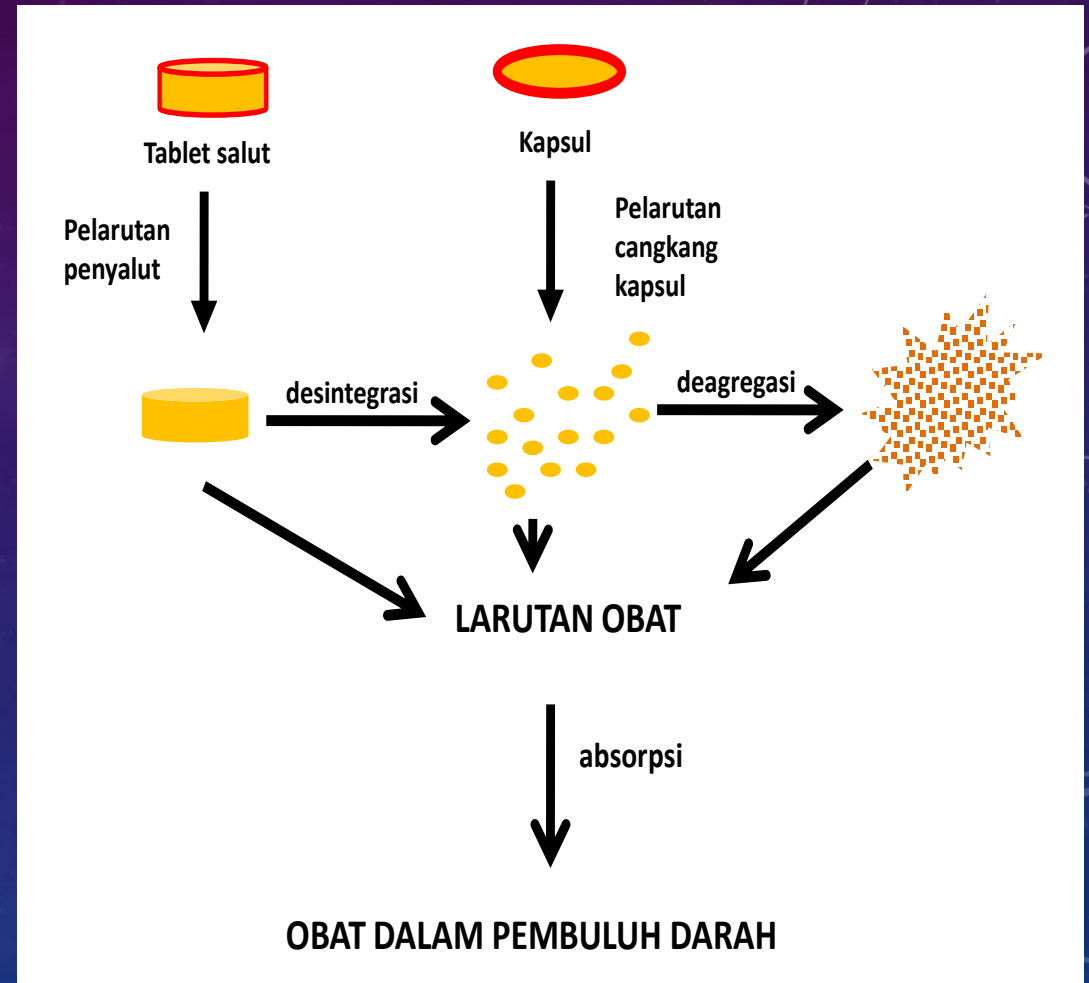 Tablet salut
Kapsul
Pelarutan
penyalut
Pelarutan
cangkang
kapsul
desintegrasi
deagregasi
LARUTAN OBAT
absorpsi
OBAT DALAM PEMBULUH DARAH